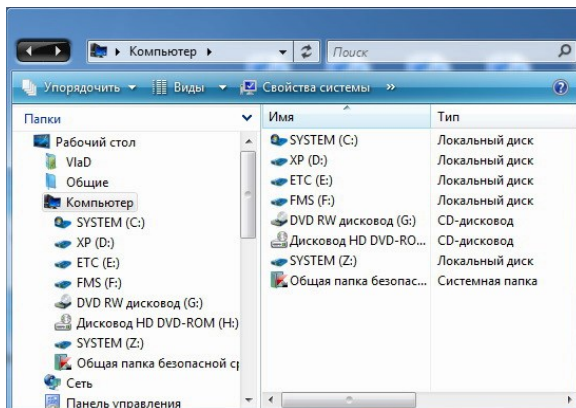 Компьютер
Поиск
Упорядочить Виды Свойства системы »
Папки
Рабочий стол
VlaD
Общие
Компьютер
SYSTEM (C:)
XP (D:)
ETC (E:)
FMS (F:)
DVD RW дисковод (G:)
Дисковод HD DVD-ROM (H:)
SYSTEM (Z:)
Общая папка безопасной ср
Сеть
Панель управления
Имя Тип
SYSTEM (C:) Локальный диск
XP (D:) Локальный диск
ETC (E:) Локальный диск
FMS (F:) Локальный диск
DVD RW дисковод (G:) CD-дисковод
Дисковод HD DVD-RO... CD-дисковод
SYSTEM (Z:) Локальный диск
Общая папка безопас... Системная папка